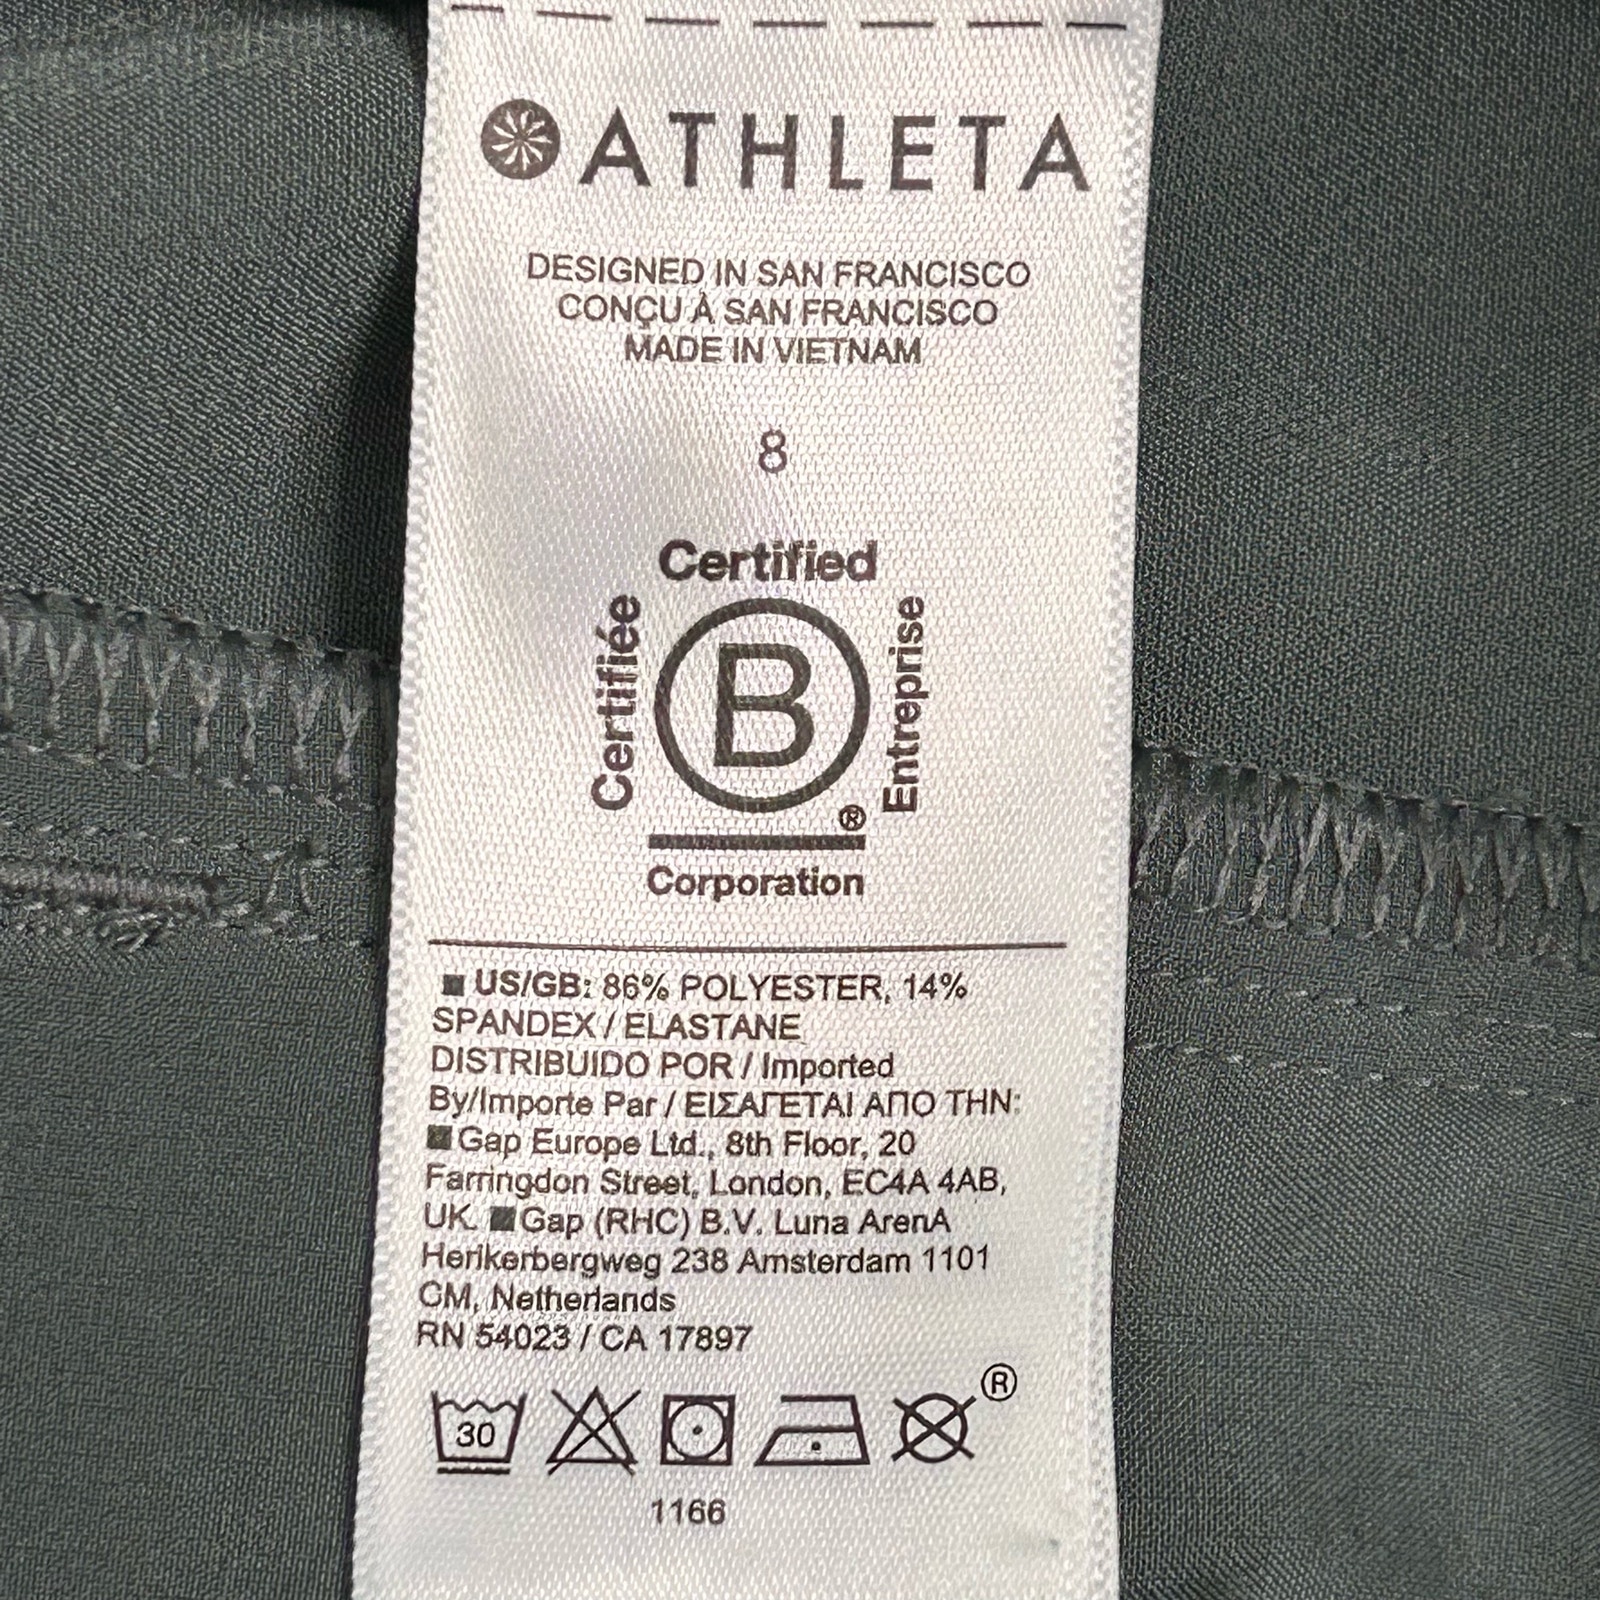 ATHLETA
DESIGNED IN SAN FRANCISCO
CONÇU À SAN FRANCISCO
MADE IN VIETNAM
8
Certified
Certifiée
B
Entreprise
®
Corporation
US/GB: 86% POLYESTER, 14%
SPANDEX / ELASTANE
DISTRIBUIDO POR / Imported
By/Importe Par / ΕΙΣΑΓΕΤΑΙ ΑΠΟ ΤΗΝ:
Gap Europe Ltd., 8th Floor, 20
Farringdon Street, London, EC4A 4AB,
UK. Gap (RHC) B.V. Luna ArenA
Herikerbergweg 238 Amsterdam 1101
CM, Netherlands
RN 54023 / CA 17897
30
®
1166